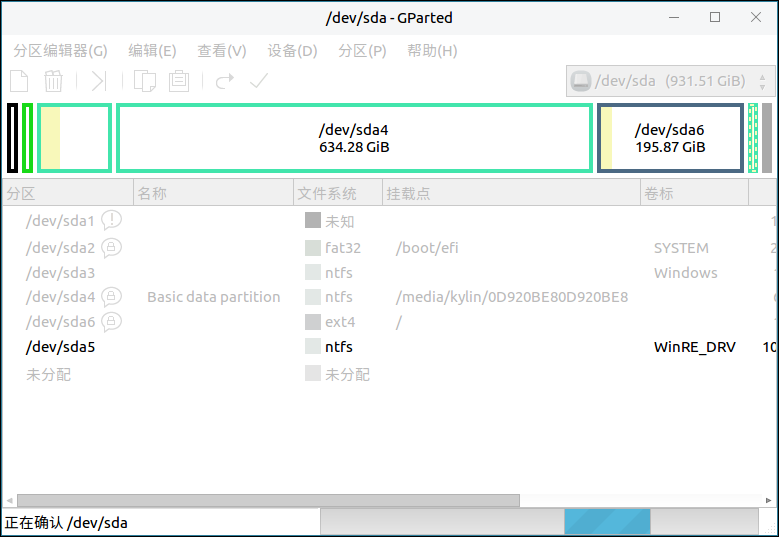 /dev/sda - GParted
分区编辑器(G) 编辑(E) 查看(V) 设备(D) 分区(P) 帮助(H)
/dev/sda (931.51 GiB)
/dev/sda4
634.28 GiB
/dev/sda6
195.87 GiB
分区 名称 文件系统 挂载点 卷标
/dev/sda1 未知 1
/dev/sda2 fat32 /boot/efi SYSTEM 2
/dev/sda3 ntfs Windows
/dev/sda4 Basic data partition ntfs /media/kylin/0D920BE80D920BE8
/dev/sda6 ext4 /
/dev/sda5 ntfs WinRE_DRV 10
未分配 未分配
正在确认 /dev/sda